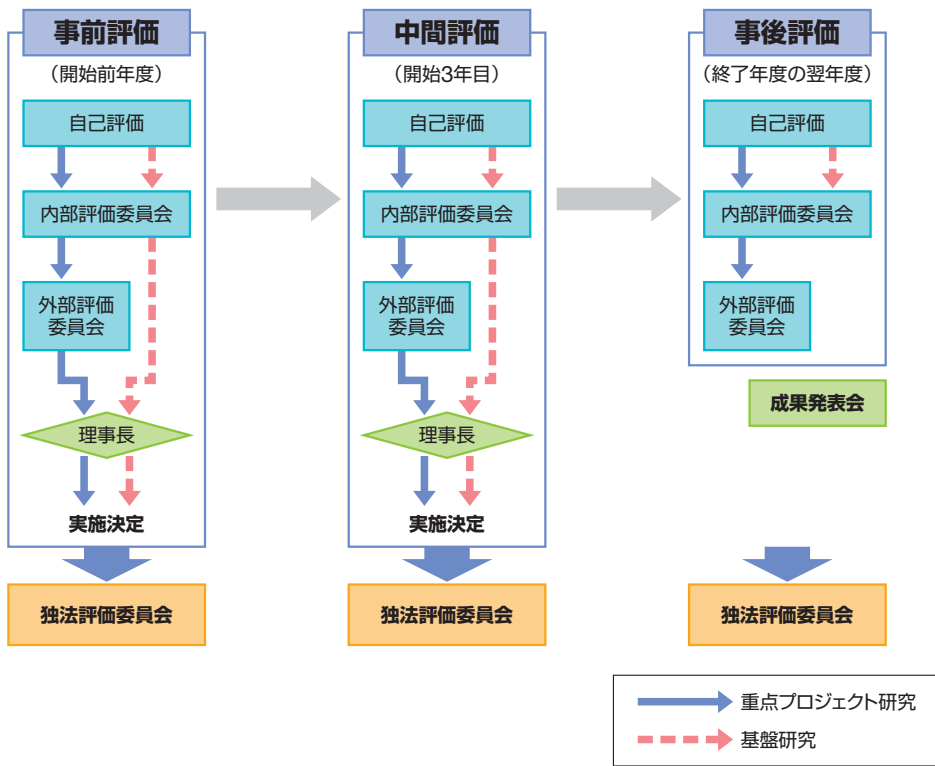 事前評価
（開始前年度）
自己評価
内部評価委員会
外部評価
委員会
理事長
実施決定
独法評価委員会
中間評価
（開始3年目）
自己評価
内部評価委員会
外部評価
委員会
理事長
実施決定
独法評価委員会
事後評価
（終了年度の翌年度）
自己評価
内部評価委員会
外部評価
委員会
成果発表会
独法評価委員会
重点プロジェクト研究
基盤研究